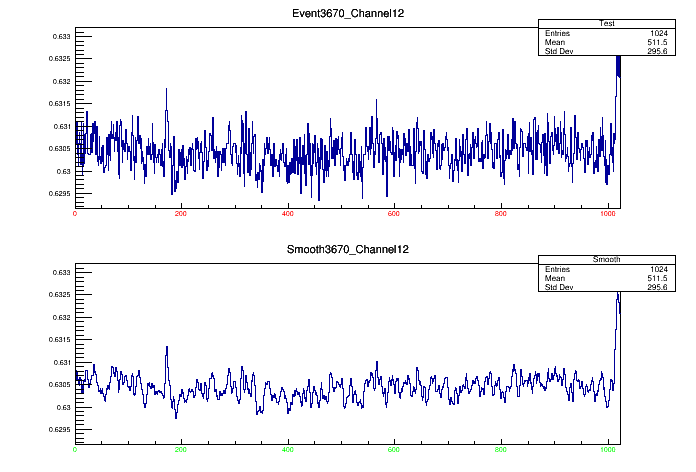 Event3670_Channel12
Test
Entries 1024
Mean 511.5
Std Dev 295.6
0.633
0.6325
0.632
0.6315
0.631
0.6305
0.63
0.6295
0 200 400 600 800 1000
Smooth3670_Channel12
Smooth
Entries 1024
Mean 511.5
Std Dev 295.6
0.633
0.6325
0.632
0.6315
0.631
0.6305
0.63
0.6295
0 200 400 600 800 1000